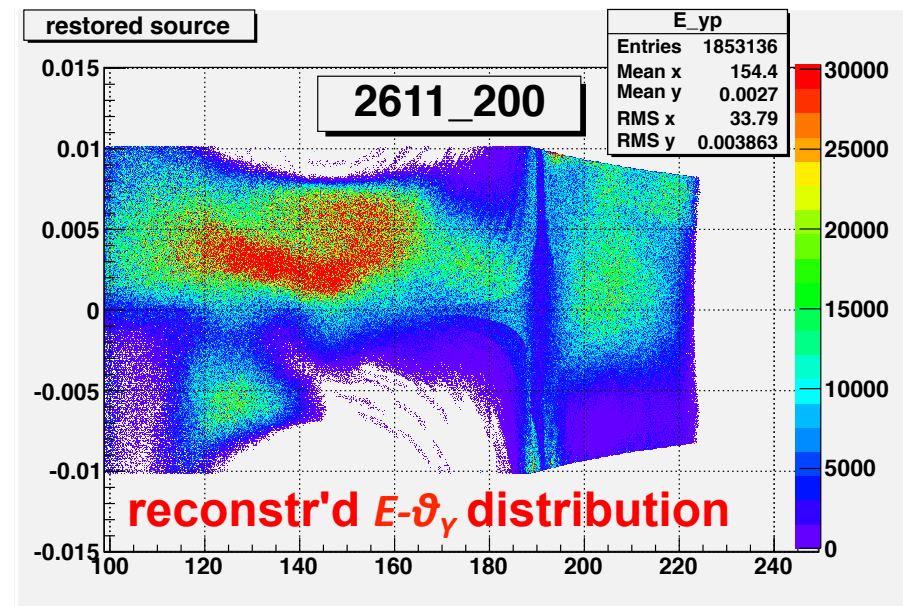 restored source
E_yp
Entries 1853136
Mean x 154.4
Mean y 0.0027
RMS x 33.79
RMS y 0.003863
2611_200
0.015
0.01
0.005
0
-0.005
-0.01
-0.015
30000
25000
20000
15000
10000
5000
0
reconstr'd E-ϑY distribution
100 120 140 160 180 200 220 240